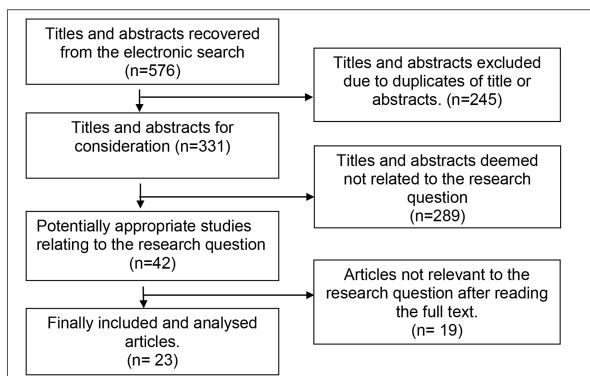 Titles and abstracts recovered
from the electronic search
(n=576)
Titles and abstracts excluded
due to duplicates of title or
abstracts. (n=245)
Titles and abstracts for
consideration (n=331)
Titles and abstracts deemed
not related to the research
question
(n=289)
Potentially appropriate studies
relating to the research question
(n=42)
Articles not relevant to the
research question after reading
the full text.
(n= 19)
Finally included and analysed
articles.
(n= 23)